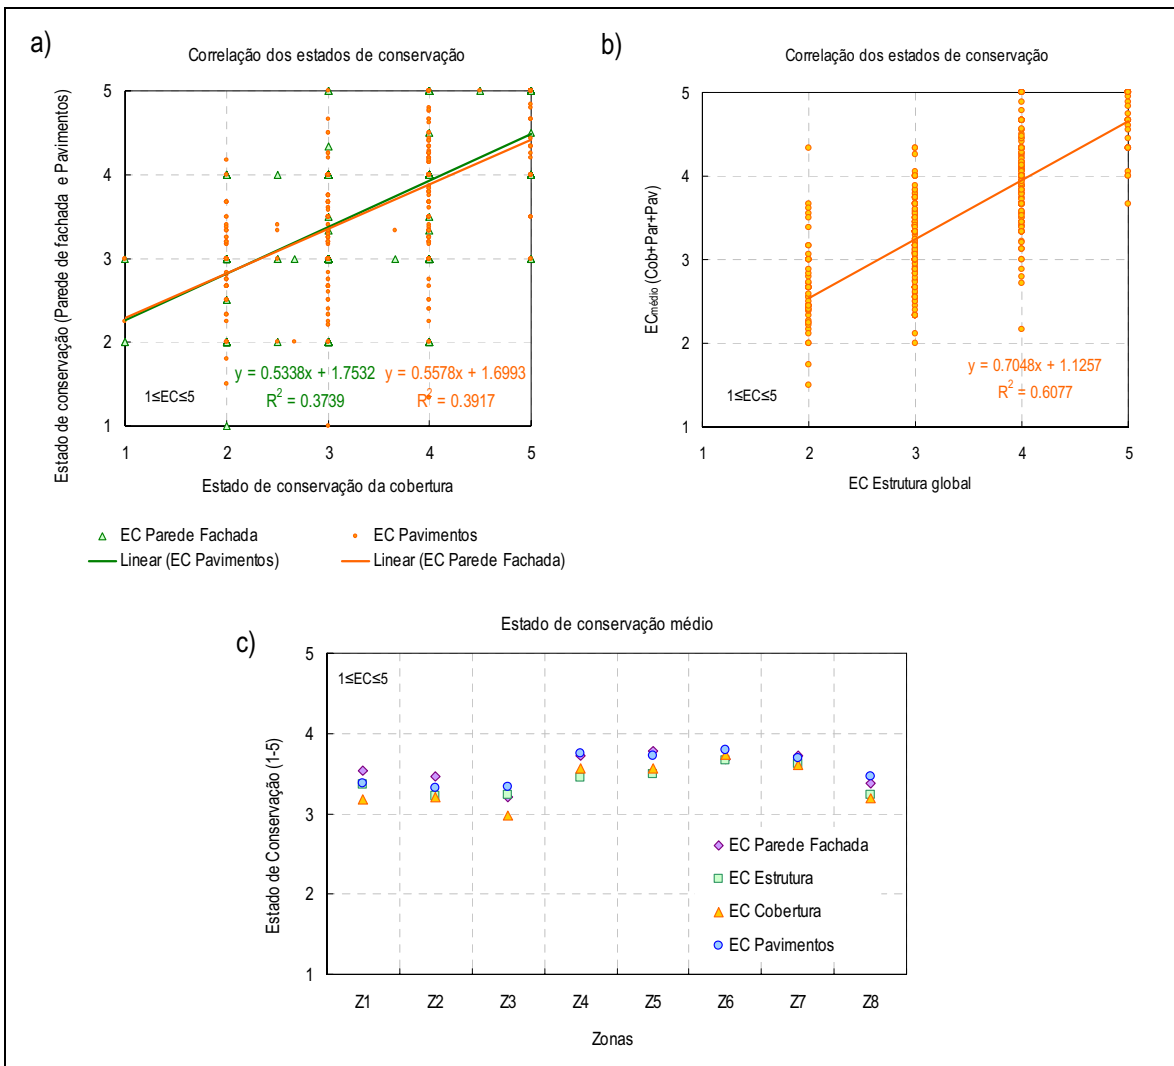 a)
Correlação dos estados de conservação
Estado de conservação (Parede de fachada e Pavimentos)
5
4
3
2
1
y = 0.5338x + 1.7532
R² = 0.3739
y = 0.5578x + 1.6993
R² = 0.3917
1≤EC≤5
1 2 3 4 5
Estado de conservação da cobertura
EC Parede Fachada
EC Pavimentos
Linear (EC Pavimentos)
Linear (EC Parede Fachada)
b)
Correlação dos estados de conservação
ECmédio (Cob+Par+Pav)
5
4
3
2
1
y = 0.7048x + 1.1257
R² = 0.6077
1≤EC≤5
1 2 3 4 5
EC Estrutura global
c)
Estado de conservação médio
Estado de Conservação (1-5)
5
4
3
2
1
1≤EC≤5
EC Parede Fachada
EC Estrutura
EC Cobertura
EC Pavimentos
Z1 Z2 Z3 Z4 Z5 Z6 Z7 Z8
Zonas